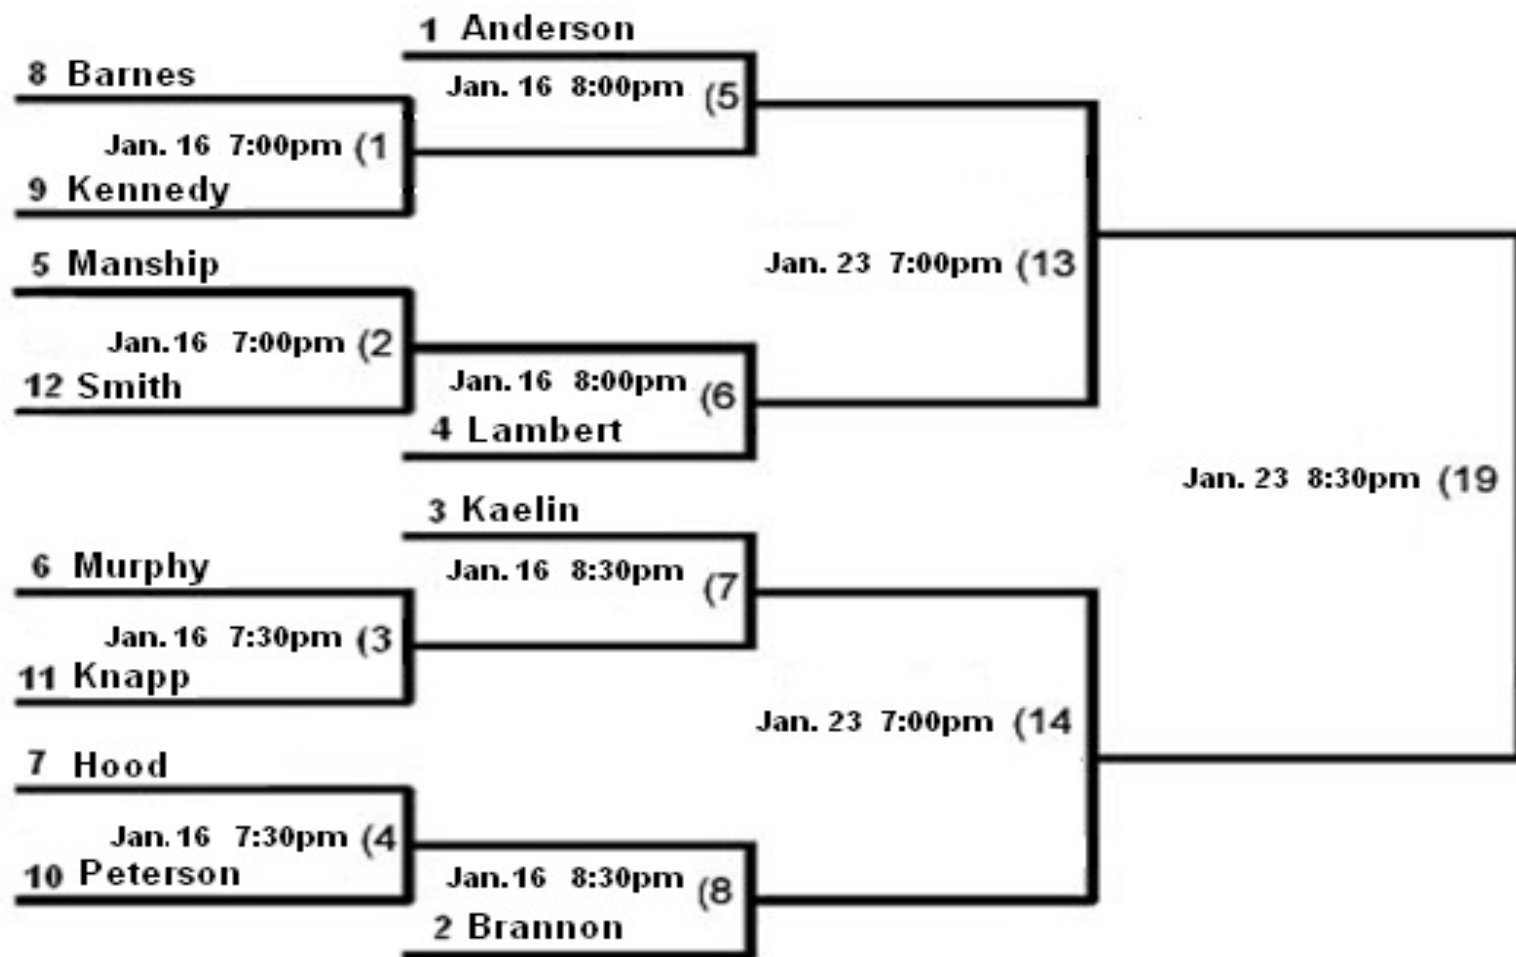 1 Anderson
8 Barnes
Jan. 16 8:00pm (5
Jan. 16 7:00pm (1
9 Kennedy
5 Manship
Jan. 23 7:00pm (13
Jan. 16 7:00pm (2
12 Smith
Jan. 16 8:00pm (6
4 Lambert
Jan. 23 8:30pm (19
3 Kaelin
6 Murphy
Jan. 16 8:30pm (7
Jan. 16 7:30pm (3
11 Knapp
Jan. 23 7:00pm (14
7 Hood
Jan. 16 7:30pm (4
10 Peterson
Jan. 16 8:30pm (8
2 Brannon